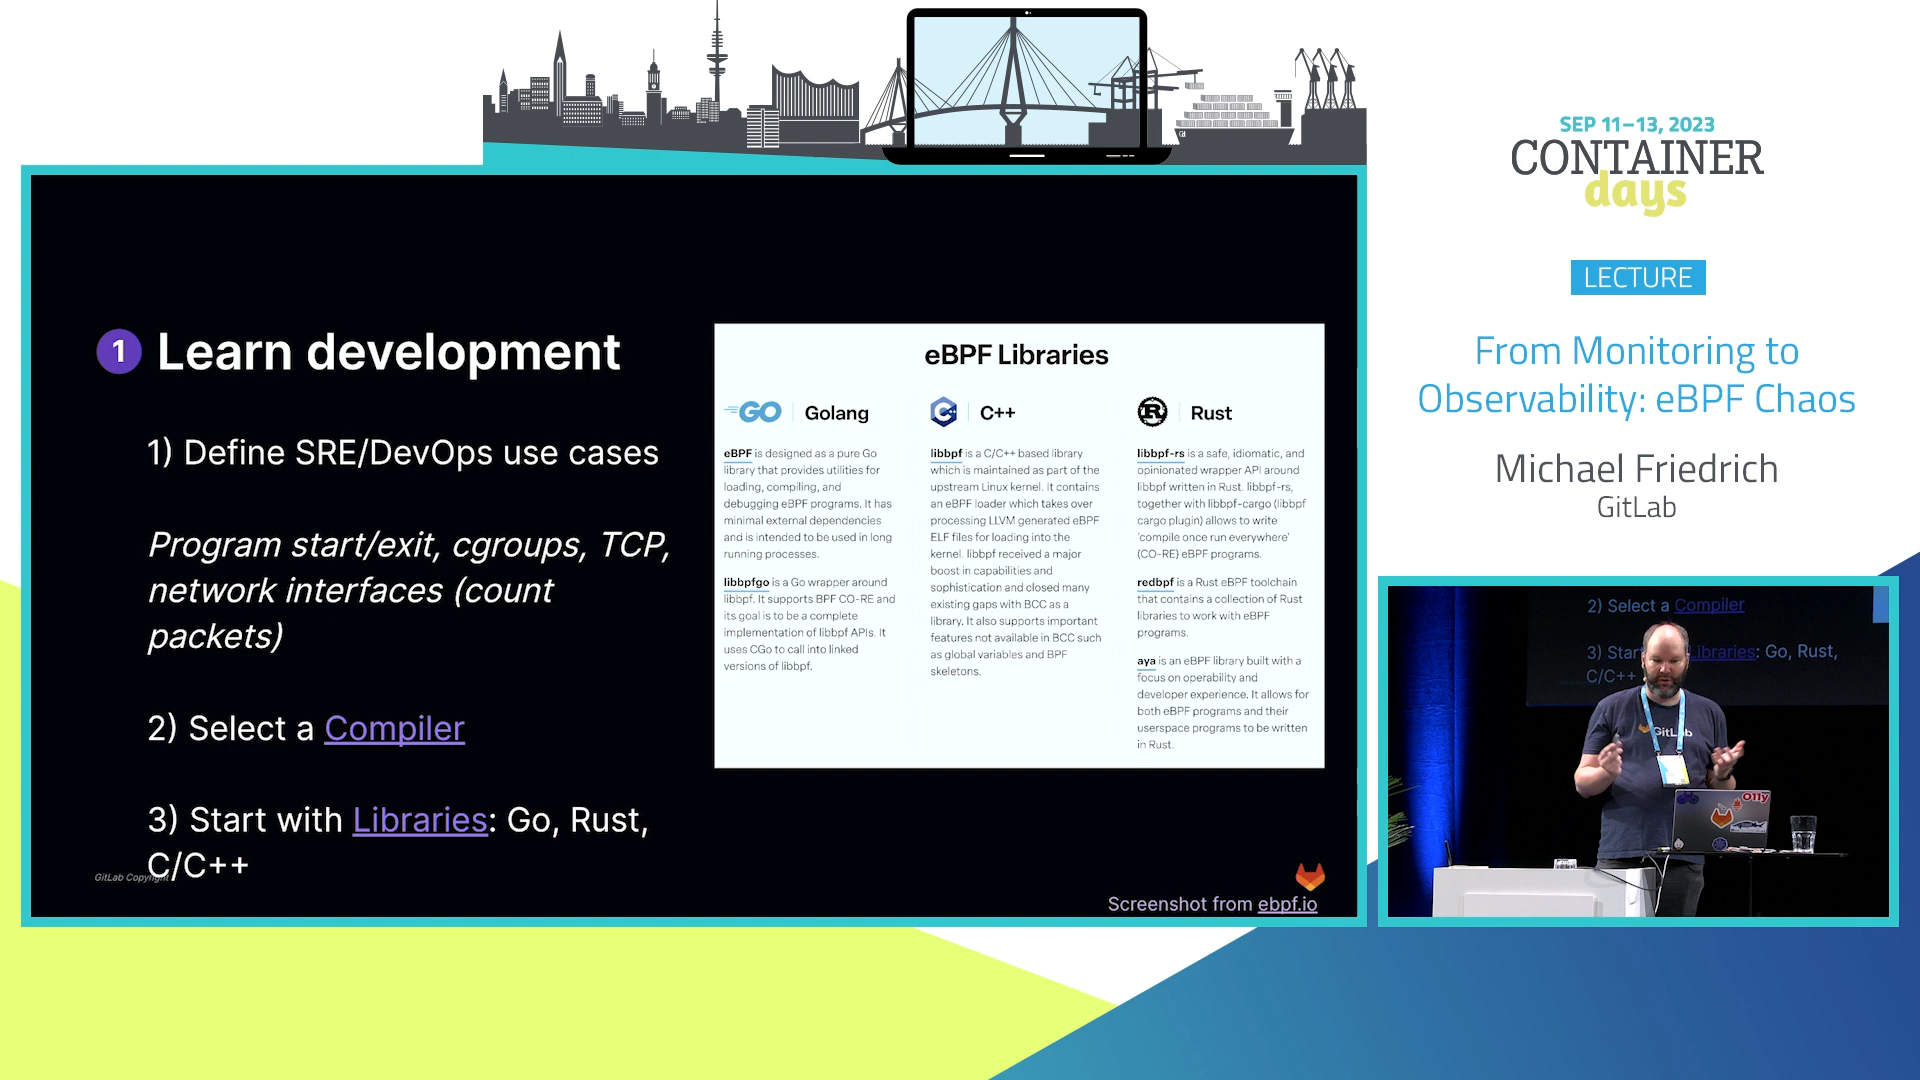 SEP 11–13, 2023
CONTAINER
days
LECTURE
From Monitoring to
Observability: eBPF Chaos
Michael Friedrich
GitLab
1 Learn development
1) Define SRE/DevOps use cases
Program start/exit, cgroups, TCP,
network interfaces (count
packets)
2) Select a Compiler
3) Start with Libraries: Go, Rust,
C/C++
GitLab Copyright
eBPF Libraries
GO Golang
eBPF is designed as a pure Go
library that provides utilities for
loading, compiling, and
debugging eBPF programs. It has
minimal external dependencies
and is intended to be used in long
running processes.
libbpfgo is a Go wrapper around
libbpf. It supports BPF CO-RE and
its goal is to be a complete
implementation of libbpf APIs. It
uses CGo to call into linked
versions of libbpf.
C++
libbpf is a C/C++ based library
which is maintained as part of the
upstream Linux kernel. It contains
an eBPF loader which takes over
processing LLVM generated eBPF
ELF files for loading into the
kernel. libbpf received a major
boost in capabilities and
sophistication and closed many
existing gaps with BCC as a
library. It also supports important
features not available in BCC such
as global variables and BPF
skeletons.
R Rust
libbpf-rs is a safe, idiomatic, and
opinionated wrapper API around
libbpf written in Rust. libbpf-rs,
together with libbpf-cargo (libbpf
cargo plugin) allows to write
'compile once run everywhere'
(CO-RE) eBPF programs.
redbpf is a Rust eBPF toolchain
that contains a collection of Rust
libraries to work with eBPF
programs.
aya is an eBPF library built with a
focus on operability and
developer experience. It allows for
both eBPF programs and their
userspace programs to be written
in Rust.
Screenshot from ebpf.io
2) Select a Compiler
3) Star Libraries: Go, Rust,
C/C++
GitLab
O11y